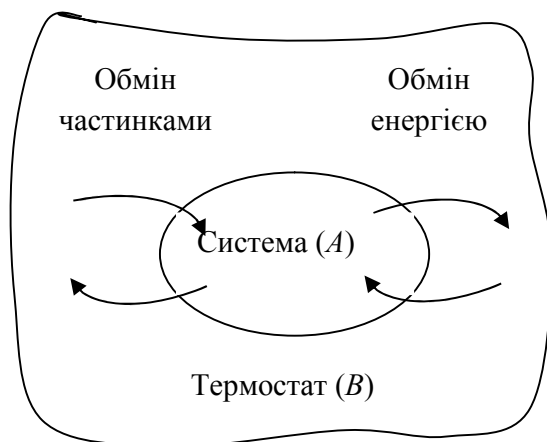 Обмін
частинками
Обмін
енергією
Система (A)
Термостат (B)